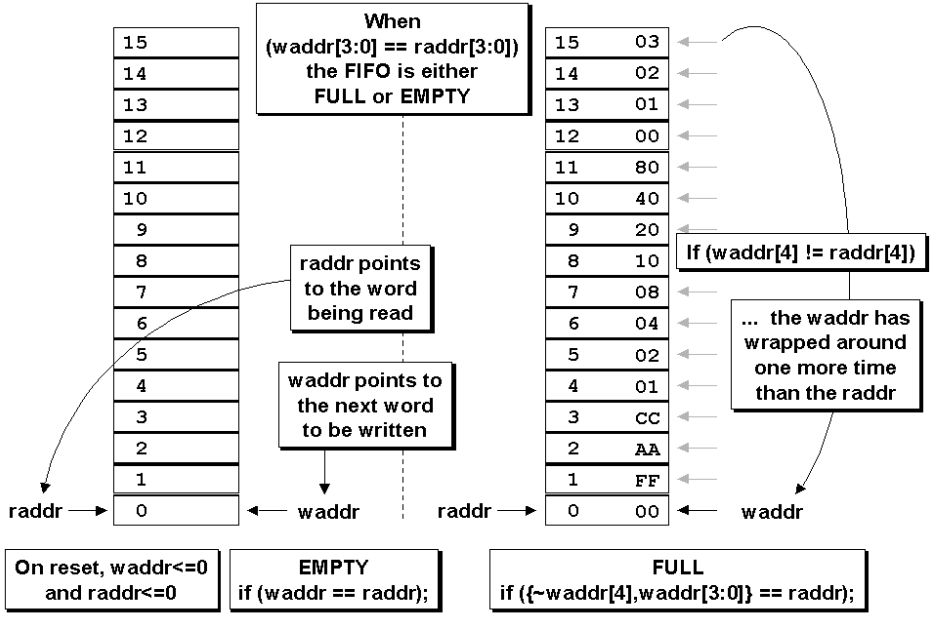 When
(waddr[3:0] == raddr[3:0])
the FIFO is either
FULL or EMPTY
15
14
13
12
11
10
9
8
7
6
5
4
3
2
1
raddr
0
waddr
raddr points
to the word
being read
waddr points to
the next word
to be written
15 03
14 02
13 01
12 00
11 80
10 40
9 20
8 10
7 08
6 04
5 02
4 01
3 CC
2 AA
1 FF
raddr
0 00
waddr
If (waddr[4] != raddr[4])
... the waddr has
wrapped around
one more time
than the raddr
On reset, waddr<=0
and raddr<=0
EMPTY
if (waddr == raddr);
FULL
if ({~waddr[4],waddr[3:0]} == raddr);